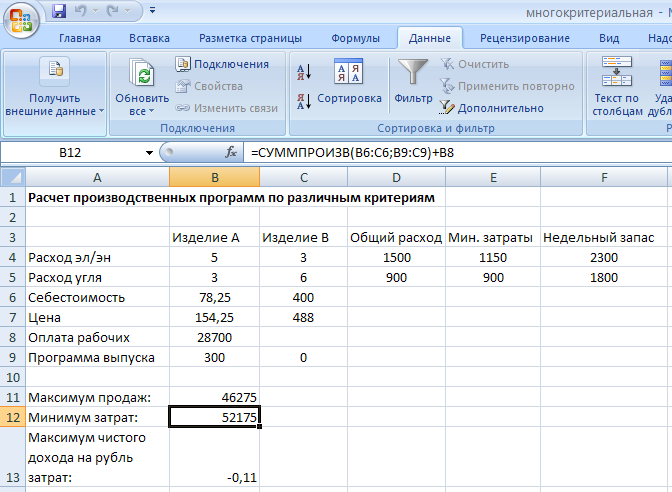 многокритериальная - M
Главная Вставка Разметка страницы Формулы Данные Рецензирование Вид Надо
Получить внешние данные
Обновить все
Подключения
Свойства
Изменить связи
Подключения
А Я
Я А
А Я Я А
Сортировка
Фильтр
Очистить
Применить повторно
Дополнительно
Сортировка и фильтр
Текст по столбцам
Уда
дубл
B12 fx =СУММПРОИЗВ(B6:C6;B9:C9)+B8
A B C D E F
1 Расчет производственных программ по различным критериям
2
3 Изделие А Изделие В Общий расход Мин. затраты Недельный запас
4 Расход эл/эн 5 3 1500 1150 2300
5 Расход угля 3 6 900 900 1800
6 Себестоимость 78,25 400
7 Цена 154,25 488
8 Оплата рабочих 28700
9 Программа выпуска 300 0
10
11 Максимум продаж: 46275
12 Минимум затрат: 52175
Максимум чистого
дохода на рубль
13 затрат: -0,11